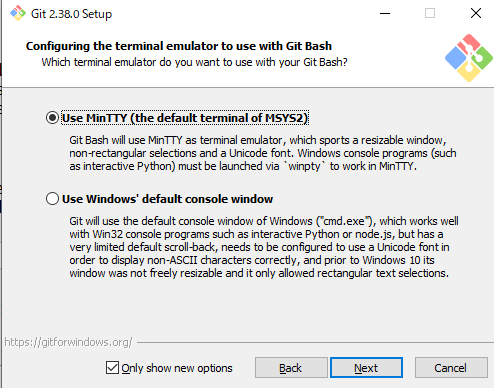 Git 2.38.0 Setup
Configuring the terminal emulator to use with Git Bash
Which terminal emulator do you want to use with your Git Bash?
Use MinTTY (the default terminal of MSYS2)
Git Bash will use MinTTY as terminal emulator, which sports a resizable window,
non-rectangular selections and a Unicode font. Windows console programs (such
as interactive Python) must be launched via `winpty` to work in MinTTY.
Use Windows' default console window
Git will use the default console window of Windows ("cmd.exe"), which works well
with Win32 console programs such as interactive Python or node.js, but has a
very limited default scroll-back, needs to be configured to use a Unicode font in
order to display non-ASCII characters correctly, and prior to Windows 10 its
window was not freely resizable and it only allowed rectangular text selections.
https://gitforwindows.org/
Only show new options
Back
Next
Cancel